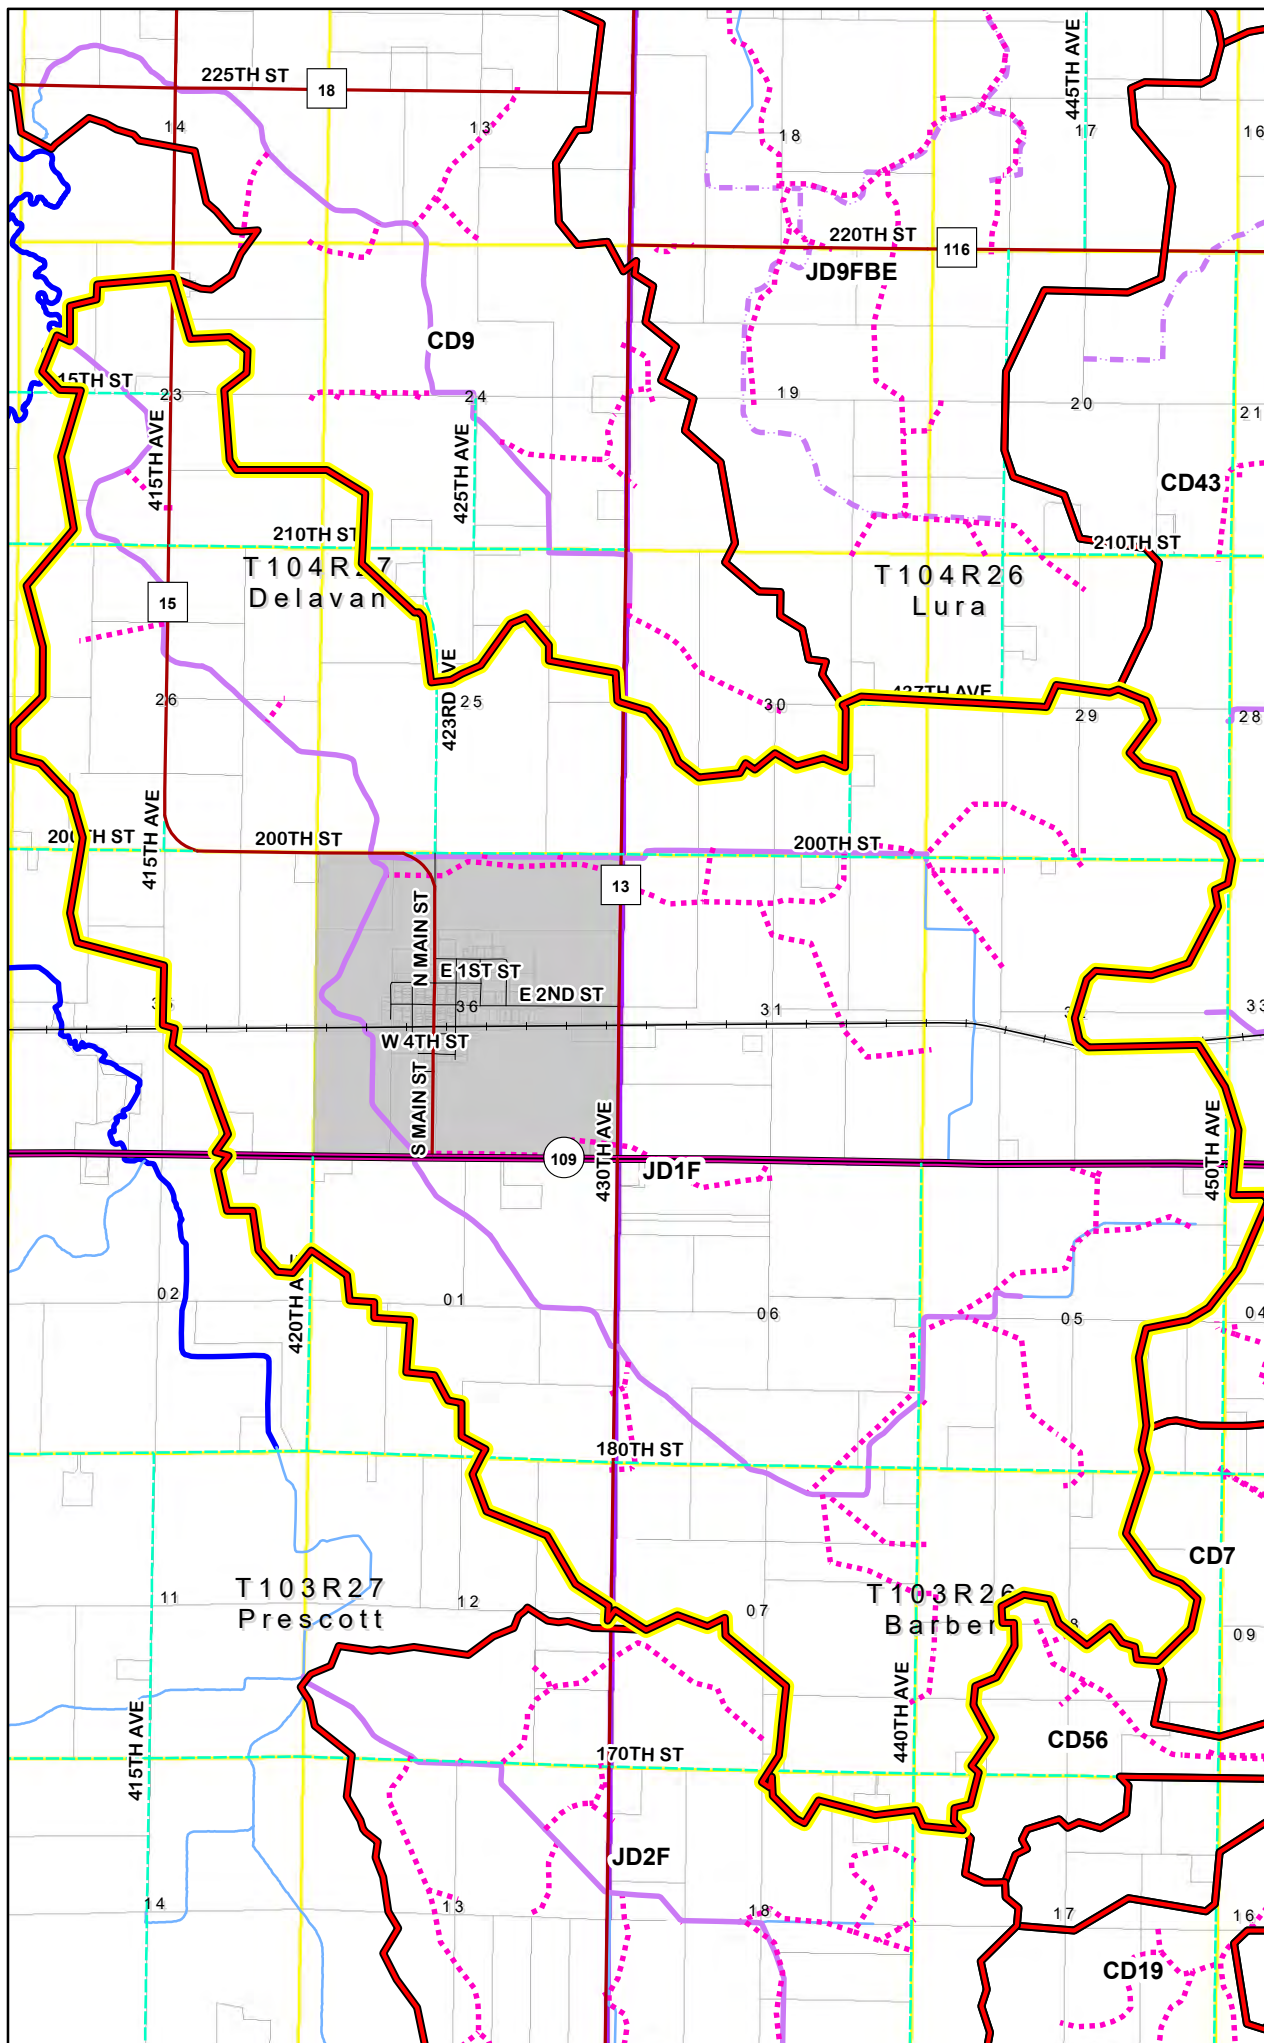 445TH AVE
225TH ST
18
14
13
18
17
16
220TH ST
116
JD9FBE
CD9
15TH ST
23
24
19
20
21
415TH AVE
425TH AVE
CD43
210TH ST
210TH ST
T104R27
Delavan
T104R26
Lura
15
26
25
423RD AVE
30
29
28
200TH ST
200TH ST
200TH ST
415TH AVE
13
N MAIN ST
E 1ST ST
E 2ND ST
36
31
33
W 4TH ST
S MAIN ST
430TH AVE
109
JD1F
450TH AVE
420TH A
02
01
06
05
04
180TH ST
CD7
T103R27
Prescott
T103R26
Barber
11
12
07
8
09
440TH AVE
415TH AVE
170TH ST
CD56
JD2F
14
13
18
17
16
CD19